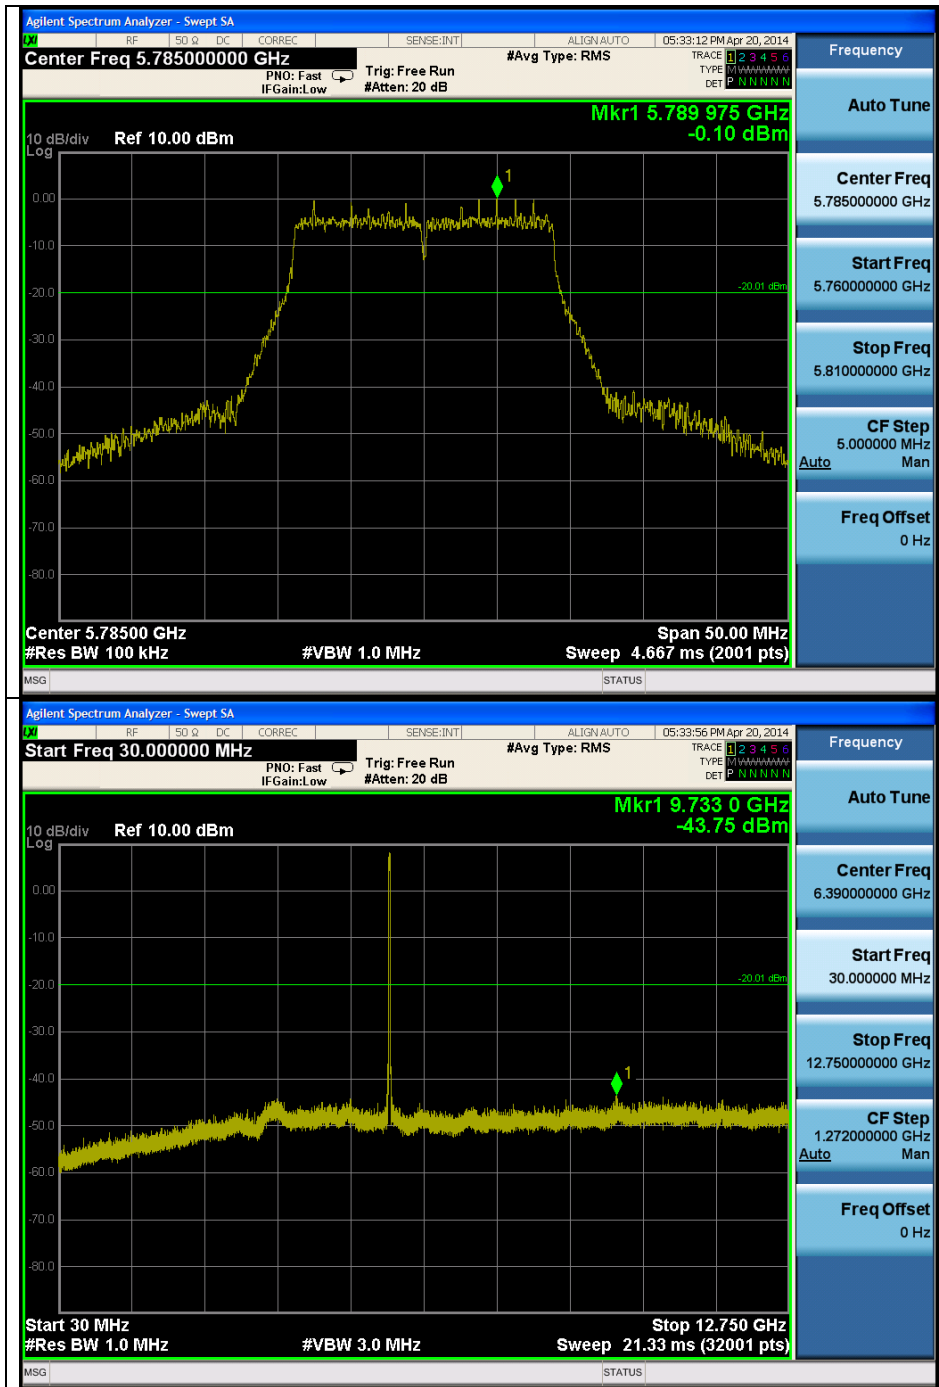 Agilent Spectrum Analyzer - Swept SA
LXI RF 50 Ω DC CORREC SENSE:INT ALIGN AUTO 05:33:12 PM Apr 20, 2014
Center Freq 5.785000000 GHz #Avg Type: RMS TRACE 1 2 3 4 5 6
PNO: Fast Trig: Free Run TYPE M WWWWW
IFGain:Low #Atten: 20 dB DET P N N N N N
Frequency
Auto Tune
Mkr1 5.789 975 GHz
10 dB/div Ref 10.00 dBm -0.10 dBm
Log
1
0.00
-10.0
-20.0
-20.01 dBm
-30.0
-40.0
-50.0
-60.0
-70.0
-80.0
Center Freq
5.785000000 GHz
Start Freq
5.760000000 GHz
Stop Freq
5.810000000 GHz
CF Step
5.000000 MHz
Auto Man
Freq Offset
0 Hz
Center 5.78500 GHz Span 50.00 MHz
#Res BW 100 kHz #VBW 1.0 MHz Sweep 4.667 ms (2001 pts)
MSG STATUS
Agilent Spectrum Analyzer - Swept SA
LXI RF 50 Ω DC CORREC SENSE:INT ALIGN AUTO 05:33:56 PM Apr 20, 2014
Start Freq 30.000000 MHz #Avg Type: RMS TRACE 1 2 3 4 5 6
PNO: Fast Trig: Free Run TYPE M WWWWW
IFGain:Low #Atten: 20 dB DET P N N N N N
Frequency
Auto Tune
Mkr1 9.733 0 GHz
10 dB/div Ref 10.00 dBm -43.75 dBm
Log
0.00
-10.0
-20.0
-20.01 dBm
-30.0
-40.0
1
-50.0
-60.0
-70.0
-80.0
Center Freq
6.390000000 GHz
Start Freq
30.000000 MHz
Stop Freq
12.750000000 GHz
CF Step
1.272000000 GHz
Auto Man
Freq Offset
0 Hz
Start 30 MHz Stop 12.750 GHz
#Res BW 1.0 MHz #VBW 3.0 MHz Sweep 21.33 ms (32001 pts)
MSG STATUS